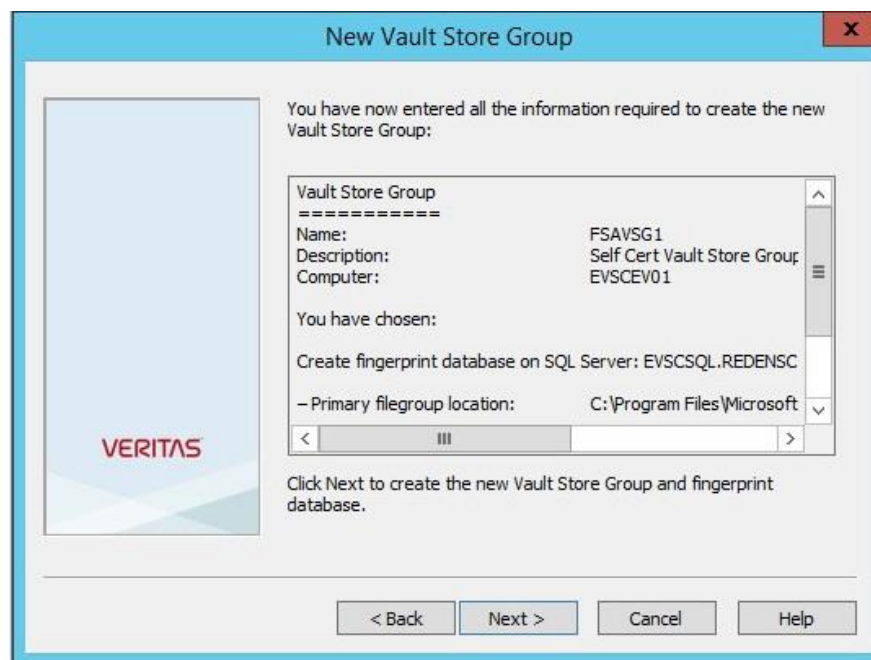 New Vault Store Group
x
You have now entered all the information required to create the new
Vault Store Group:
Vault Store Group
===========
Name: FSAVSG1
Description: Self Cert Vault Store Group
Computer: EVSCEV01
You have chosen:
Create fingerprint database on SQL Server: EVSCSQL.REDENSC
– Primary filegroup location: C:\Program Files\Microsoft
VERITAS
Click Next to create the new Vault Store Group and fingerprint
database.
< Back Next > Cancel Help